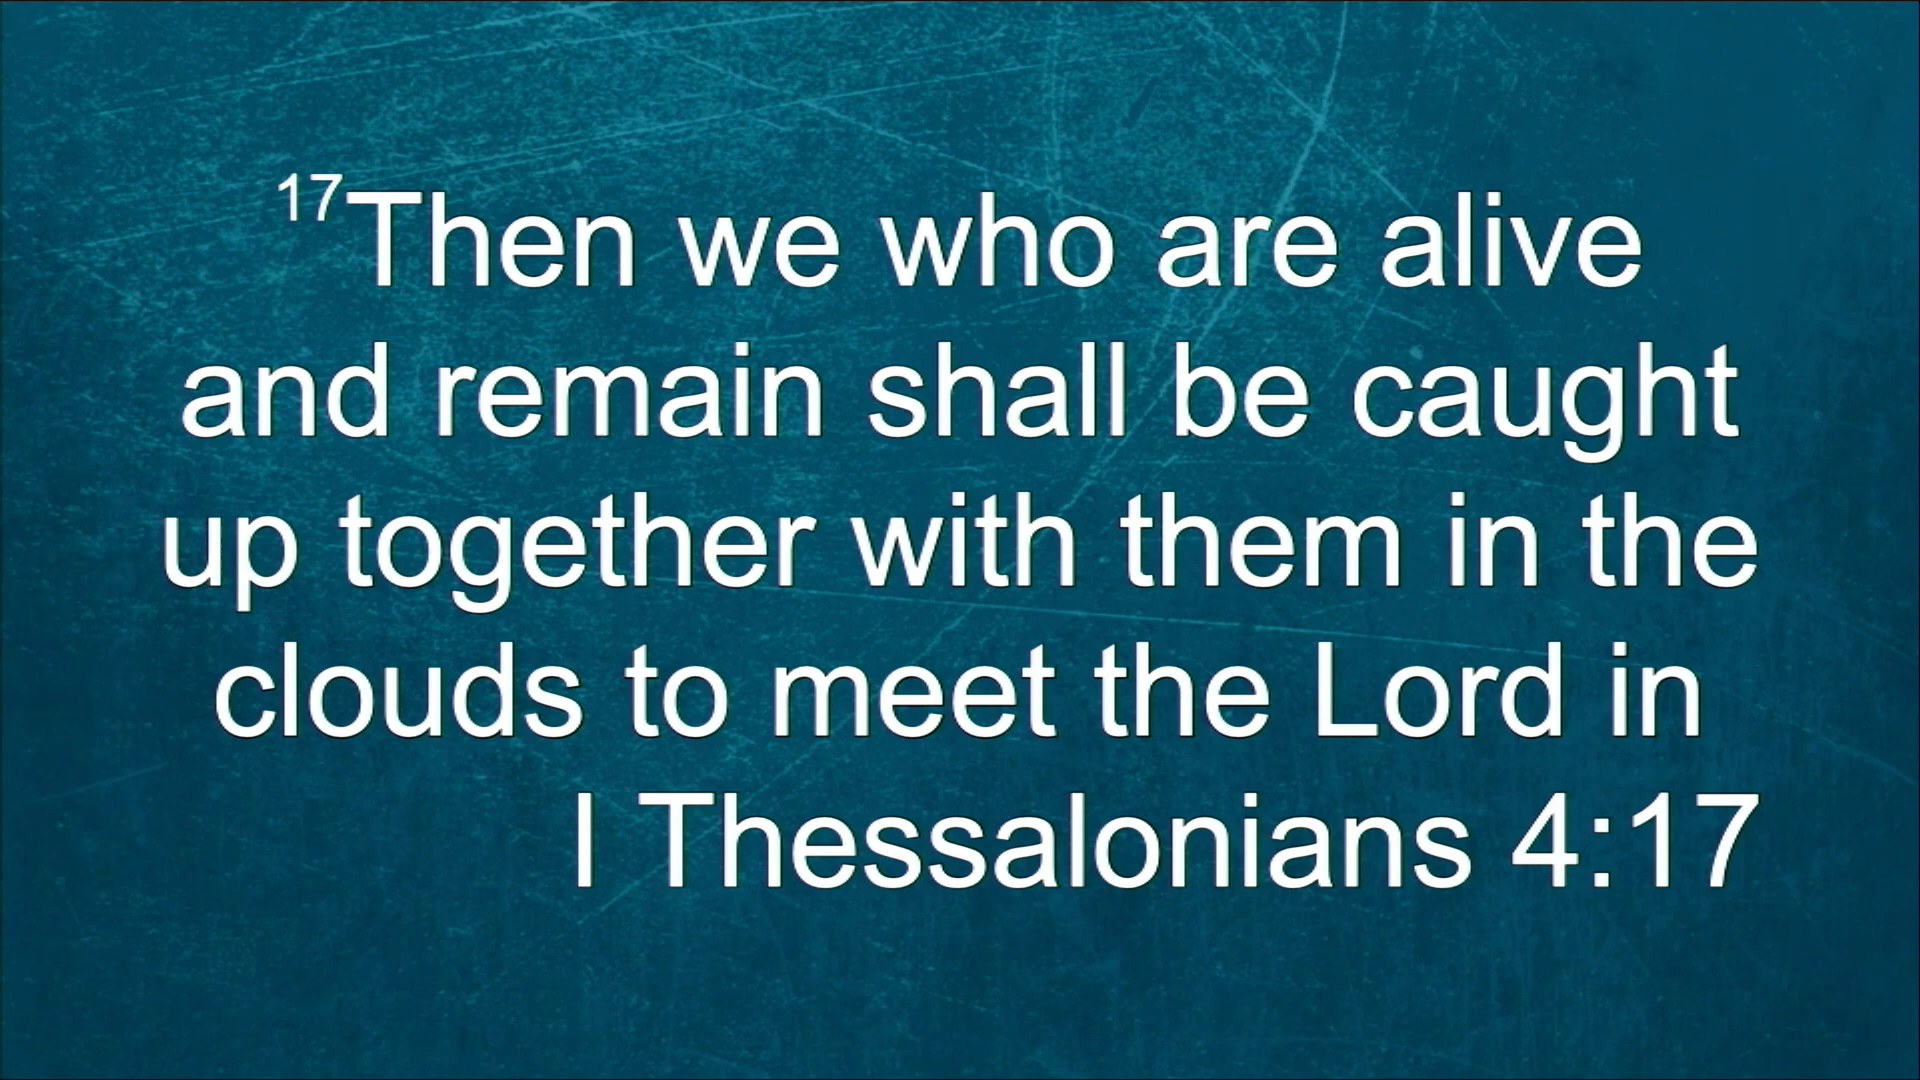 17Then we who are alive
and remain shall be caught
up together with them in the
clouds to meet the Lord in
I Thessalonians 4:17